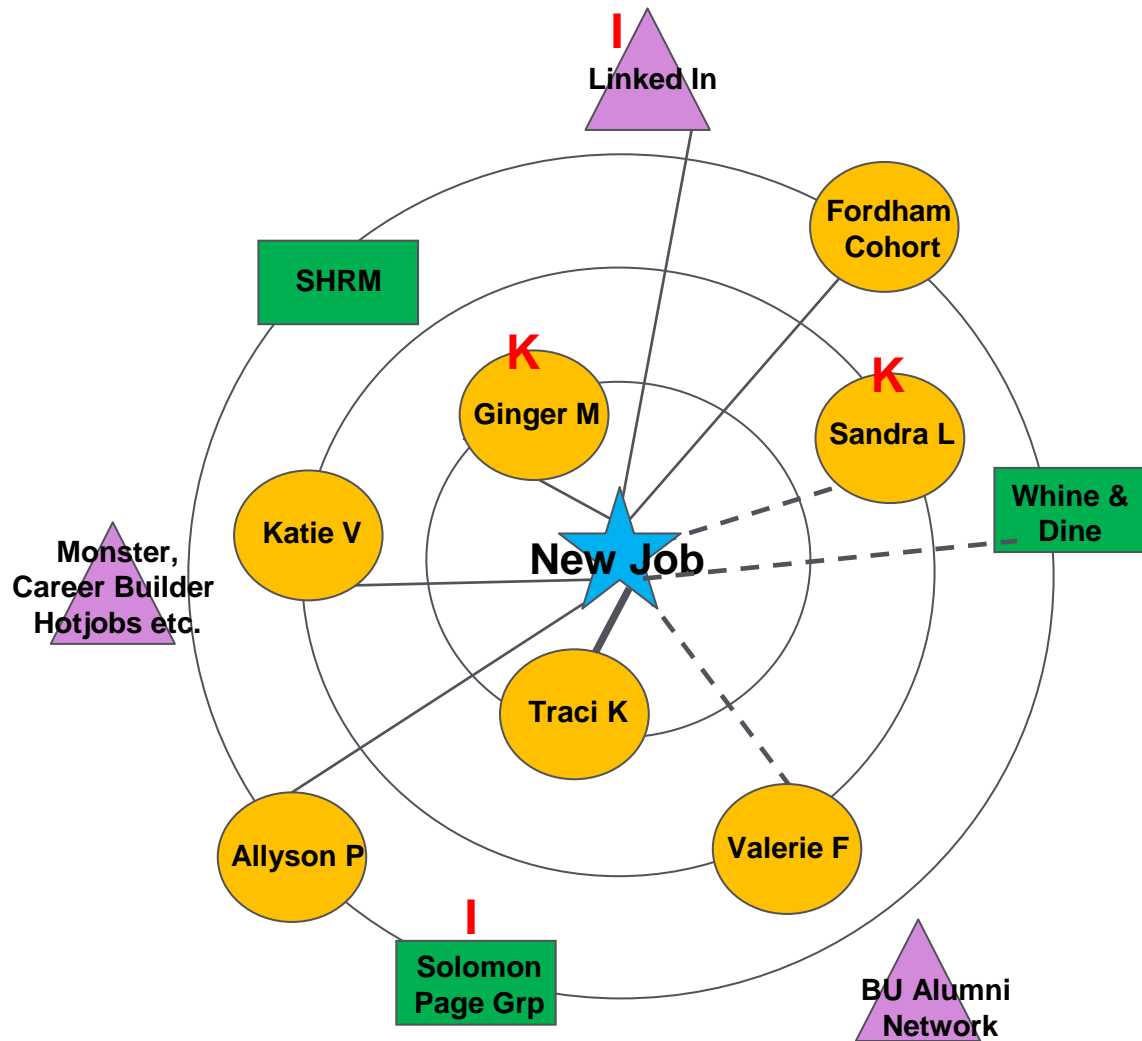 I
Linked In
Fordham
Cohort
SHRM
K
Ginger M
K
Sandra L
Whine &
Dine
Katie V
Monster,
Career Builder
Hotjobs etc.
New Job
Traci K
Allyson P
Valerie F
I
Solomon
Page Grp
BU Alumni
Network